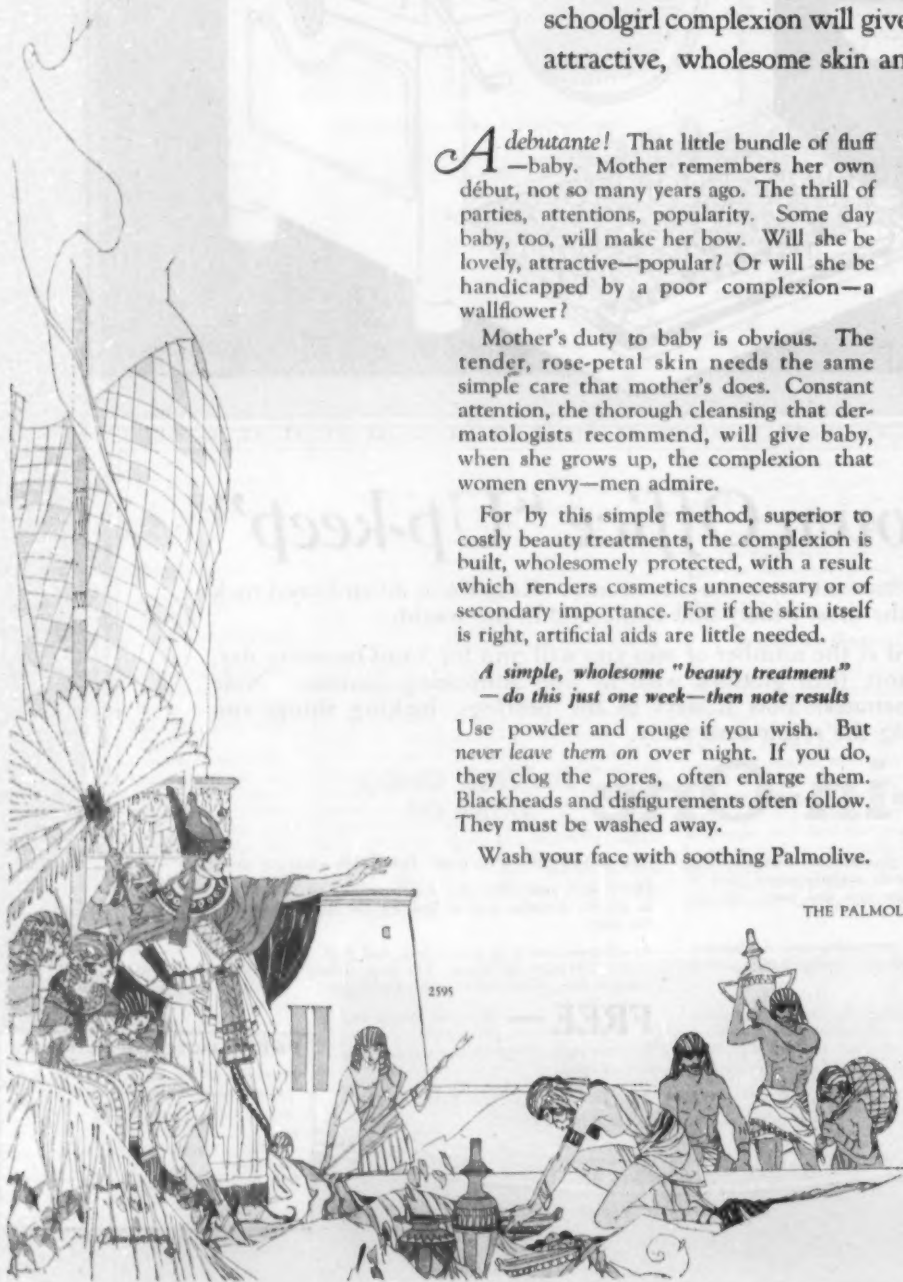 schoolgirl complexion will give
attractive, wholesome skin an
A debutante! That little bundle of fluff
—baby. Mother remembers her own
début, not so many years ago. The thrill of
parties, attentions, popularity. Some day
baby, too, will make her bow. Will she be
lovely, attractive—popular? Or will she be
handicapped by a poor complexion—a
wallflower?
Mother's duty to baby is obvious. The
tender, rose-petal skin needs the same
simple care that mother's does. Constant
attention, the thorough cleansing that der-
matologists recommend, will give baby,
when she grows up, the complexion that
women envy—men admire.
For by this simple method, superior to
costly beauty treatments, the complexion is
built, wholesomely protected, with a result
which renders cosmetics unnecessary or of
secondary importance. For if the skin itself
is right, artificial aids are little needed.
A simple, wholesome "beauty treatment"
—do this just one week—then note results
Use powder and rouge if you wish. But
never leave them on over night. If you do,
they clog the pores, often enlarge them.
Blackheads and disfigurements often follow.
They must be washed away.
Wash your face with soothing Palmolive.
THE PALMOL
2595